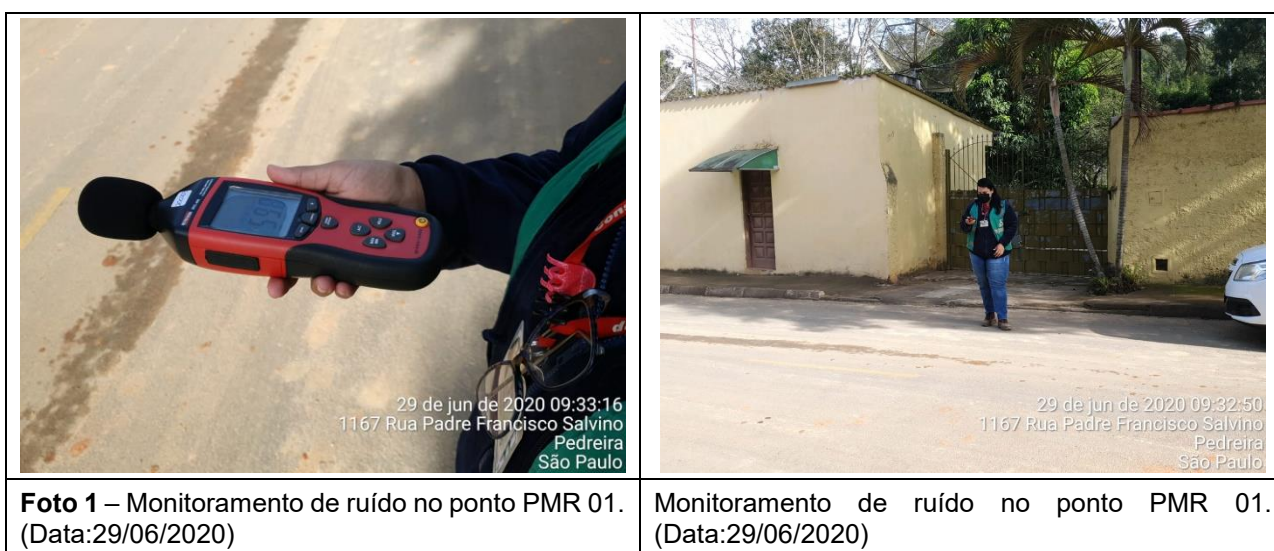 29 de jun de 2020 09:33:16
1167 Rua Padre Francisco Salvino
Pedreira
São Paulo
29 de jun de 2020 09:32:50
1167 Rua Padre Francisco Salvino
Pedreira
São Paulo
Foto 1 – Monitoramento de ruído no ponto PMR 01.
(Data:29/06/2020)
Monitoramento de ruído no ponto PMR 01.
(Data:29/06/2020)